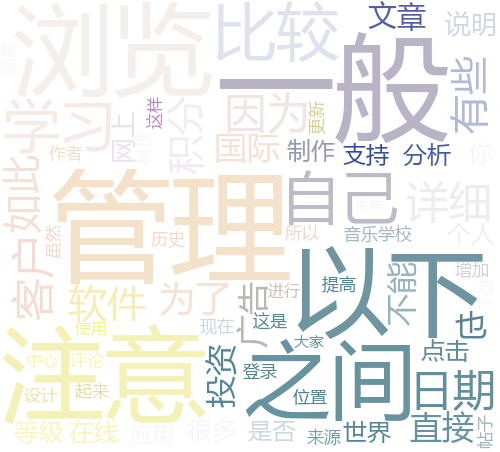 文章
说明
浏览
比较
一般
有些
回复
这样
更新
学习
网上
积分
因为
国际
制作
支持
分析
你
作者
如此
自己
详细
管理
客户
虽然
历史
所以
音乐学校
个人
以下
不能
增加
软件
为了
广告
进行
提高
现在
这是
也
使用
注意
大家
之间
点击
中心
评论
投资
登录
日期
设计
起来
位置
等级
在线
应用
很多
是否
来源
世界
直接
帖子